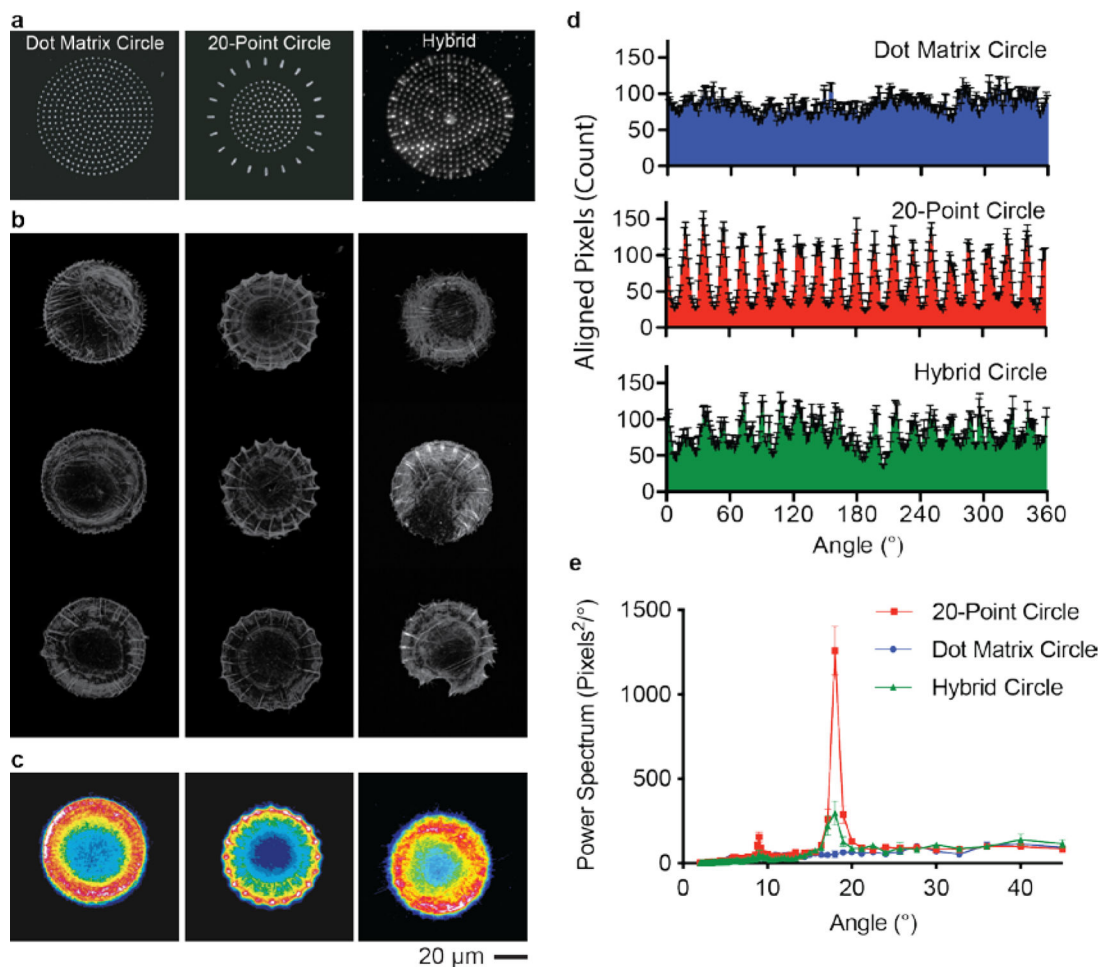 a
Dot Matrix Circle
20-Point Circle
Hybrid
b
c
20 µm
d
Aligned Pixels (Count)
Dot Matrix Circle
150
100
50
0
20-Point Circle
150
100
50
0
Hybrid Circle
150
100
50
0
0 60 120 180 240 300 360
Angle (°)
e
Power Spectrum (Pixels²/°)
1500
1000
500
0
20-Point Circle
Dot Matrix Circle
Hybrid Circle
0 10 20 30 40
Angle (°)